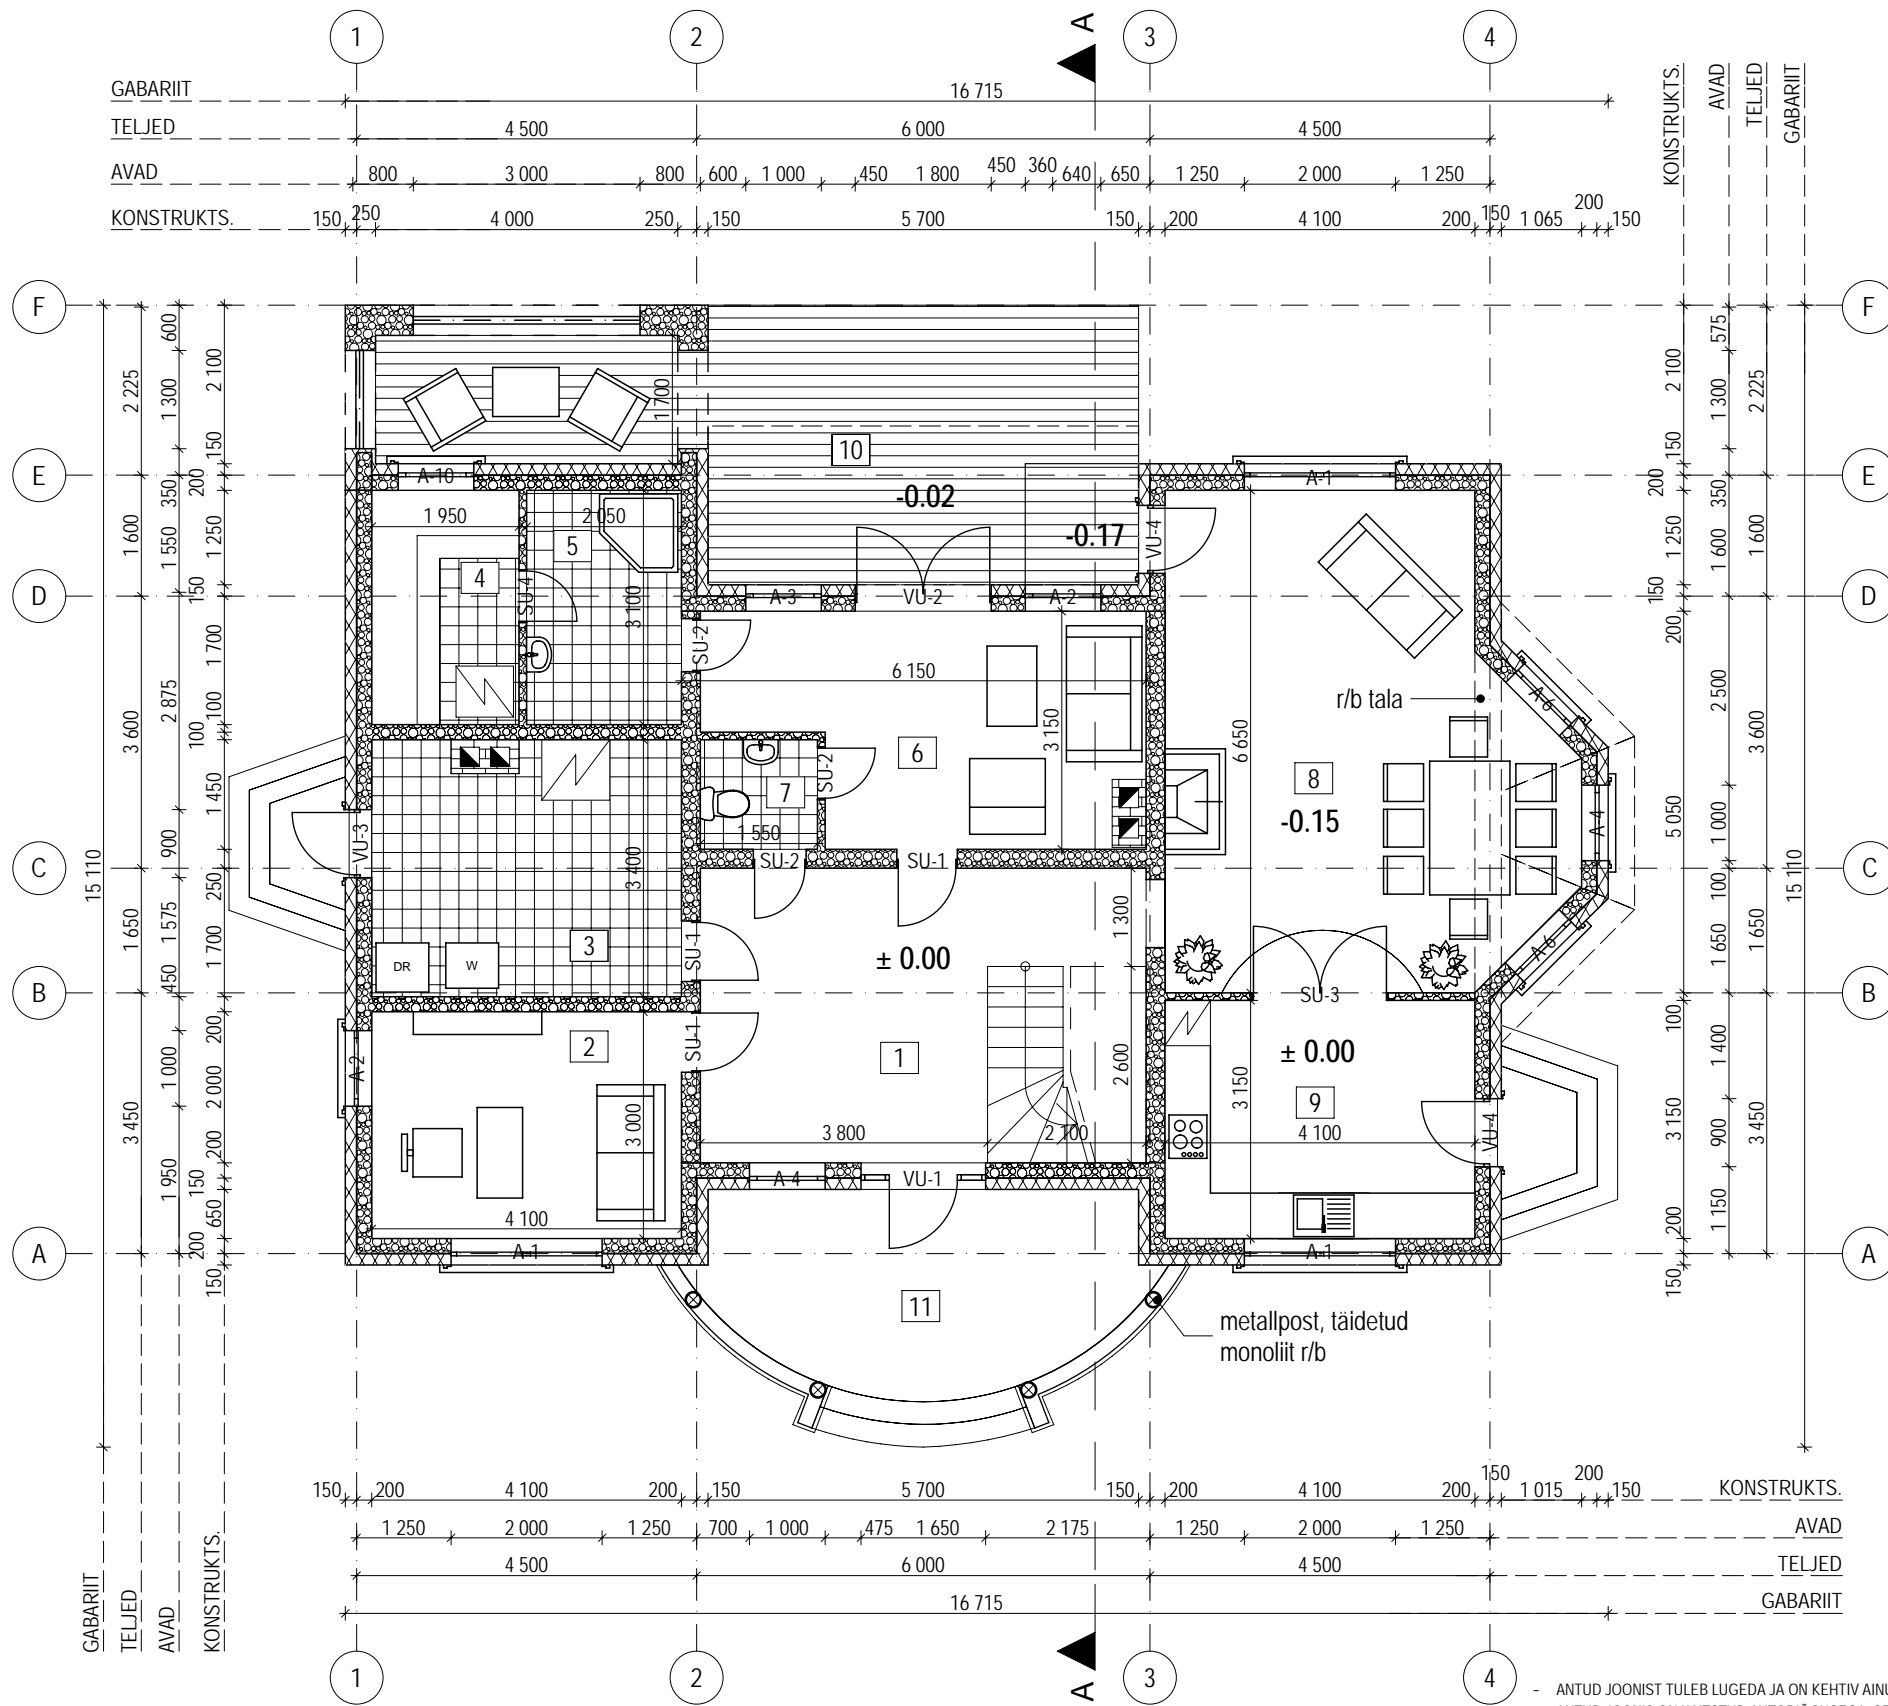 1 2 A 3 4
GABARIIT 16 715
TELJED 4 500 6 000 4 500
AVAD 800 3 000 800 600 1 000 450 1 800 450 360 640 650 1 250 2 000 1 250
KONSTRUKTS. 150 250 4 000 250 150 5 700 150 200 4 100 200 150 1 065 200 150
KONSTRUKTS. AVAD TELJED GABARIIT
F F
E E
D D
C C
B B
A A
15 110
2 225 1 600 3 600 1 650 3 450
600 1 300 350 1 550 2 875 900 1 575 450 1 000 1 950
2 100 150 200 1 250 150 1 700 100 100 1 450 250 1 700 200 2 000 200 150 650 200 150
2 100 150 200 1 250 150 200 5 050 100 3 150 200 150
575 1 300 350 1 600 2 500 1 000 100 1 650 1 400 900 1 150
2 225 1 600 3 600 1 650 3 450
15 110
1 700
10
A-10 A-1
-0.02
1 950 2 050
-0.17 VU-4
5
4 SU-4
3 100
A-3 VU-2 A-2
SU-2
6 150
r/b tala
A-6
6 650
3 150
6
8
7 SU-2
-0.15
1 550
A-4
VU-3
SU-2 SU-1
3 400
1 300
3
± 0.00
DR W
SU-1
A-6
SU-3
2
SU-1
1
± 0.00
A-2
2 600
3 150
9
3 000
3 800 2 100
4 100
VU-4
A-4 VU-1
4 100
A-1 A-1
11
metallpost, täidetud
monoliit r/b
150 200 4 100 200 150 5 700 150 200 4 100 200 150 1 015 200 150 KONSTRUKTS.
1 250 2 000 1 250 700 1 000 475 1 650 2 175 1 250 2 000 1 250 AVAD
4 500 6 000 4 500 TELJED
16 715 GABARIIT
GABARIIT TELJED AVAD KONSTRUKTS.
1 2 A 3 4
- ANTUD JOONIST TULEB LUGEDA JA ON KEHTIV